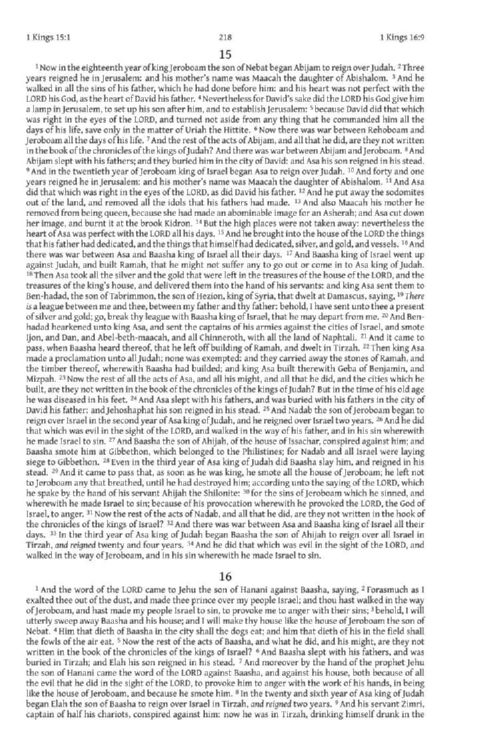 1 Kings 15:1 218 1 Kings 16:9
15
1 Now in the eighteenth year of king Jeroboam the son of Nebat began Abijam to reign over Judah. 2 Three
years reigned he in Jerusalem: and his mother's name was Maacah the daughter of Abishalom. 3 And he
walked in all the sins of his father, which he had done before him: and his heart was not perfect with the
LORD his God, as the heart of David his father. 4 Nevertheless for David's sake did the LORD his God give him
a lamp in Jerusalem, to set up his son after him, and to establish Jerusalem: 5 because David did that which
was right in the eyes of the LORD, and turned not aside from any thing that he commanded him all the
days of his life, save only in the matter of Uriah the Hittite. 6 Now there was war between Rehoboam and
Jeroboam all the days of his life. 7 And the rest of the acts of Abijam, and all that he did, are they not written
in the book of the chronicles of the kings of Judah? And there was war between Abijam and Jeroboam. 8 And
Abijam slept with his fathers; and they buried him in the city of David: and Asa his son reigned in his stead.
9 And in the twentieth year of Jeroboam king of Israel began Asa to reign over Judah. 10 And forty and one
years reigned he in Jerusalem: and his mother's name was Maacah the daughter of Abishalom. 11 And Asa
did that which was right in the eyes of the LORD, as did David his father. 12 And he put away the sodomites
out of the land, and removed all the idols that his fathers had made. 13 And also Maacah his mother he
removed from being queen, because she had made an abominable image for an Asherah; and Asa cut down
her image, and burnt it at the brook Kidron. 14 But the high places were not taken away: nevertheless the
heart of Asa was perfect with the LORD all his days. 15 And he brought into the house of the LORD the things
that his father had dedicated, and the things that himself had dedicated, silver, and gold, and vessels. 16 And
there was war between Asa and Baasha king of Israel all their days. 17 And Baasha king of Israel went up
against Judah, and built Ramah, that he might not suffer any to go out or come in to Asa king of Judah.
18 Then Asa took all the silver and the gold that were left in the treasures of the house of the LORD, and the
treasures of the king's house, and delivered them into the hand of his servants: and king Asa sent them to
Ben-hadad, the son of Tabrimmon, the son of Hezion, king of Syria, that dwelt at Damascus, saying, 19 There
is a league between me and thee, between my father and thy father: behold, I have sent unto thee a present
of silver and gold; go, break thy league with Baasha king of Israel, that he may depart from me. 20 And Ben-
hadad hearkened unto king Asa, and sent the captains of his armies against the cities of Israel, and smote
Ijon, and Dan, and Abel-beth-maacah, and all Chinneroth, with all the land of Naphtali. 21 And it came to
pass, when Baasha heard thereof, that he left off building of Ramah, and dwelt in Tirzah. 22 Then king Asa
made a proclamation unto all Judah; none was exempted: and they carried away the stones of Ramah, and
the timber thereof, wherewith Baasha had builded; and king Asa built therewith Geba of Benjamin, and
Mizpah. 23 Now the rest of all the acts of Asa, and all his might, and all that he did, and the cities which he
built, are they not written in the book of the chronicles of the kings of Judah? But in the time of his old age
he was diseased in his feet. 24 And Asa slept with his fathers, and was buried with his fathers in the city of
David his father: and Jehoshaphat his son reigned in his stead. 25 And Nadab the son of Jeroboam began to
reign over Israel in the second year of Asa king of Judah, and he reigned over Israel two years. 26 And he did
that which was evil in the sight of the LORD, and walked in the way of his father, and in his sin wherewith
he made Israel to sin. 27 And Baasha the son of Ahijah, of the house of Issachar, conspired against him; and
Baasha smote him at Gibbethon, which belonged to the Philistines; for Nadab and all Israel were laying
siege to Gibbethon. 28 Even in the third year of Asa king of Judah did Baasha slay him, and reigned in his
stead. 29 And it came to pass that, as soon as he was king, he smote all the house of Jeroboam; he left not
to Jeroboam any that breathed, until he had destroyed him; according unto the saying of the LORD, which
he spake by the hand of his servant Ahijah the Shilonite: 30 for the sins of Jeroboam which he sinned, and
wherewith he made Israel to sin; because of his provocation wherewith he provoked the LORD, the God of
Israel, to anger. 31 Now the rest of the acts of Nadab, and all that he did, are they not written in the book of
the chronicles of the kings of Israel? 32 And there was war between Asa and Baasha king of Israel all their
days. 33 In the third year of Asa king of Judah began Baasha the son of Ahijah to reign over all Israel in
Tirzah, and reigned twenty and four years. 34 And he did that which was evil in the sight of the LORD, and
walked in the way of Jeroboam, and in his sin wherewith he made Israel to sin.
16
1 And the word of the LORD came to Jehu the son of Hanani against Baasha, saying, 2 Forasmuch as I
exalted thee out of the dust, and made thee prince over my people Israel; and thou hast walked in the way
of Jeroboam, and hast made my people Israel to sin, to provoke me to anger with their sins; 3 behold, I will
utterly sweep away Baasha and his house; and I will make thy house like the house of Jeroboam the son of
Nebat. 4 Him that dieth of Baasha in the city shall the dogs eat; and him that dieth of his in the field shall
the fowls of the air eat. 5 Now the rest of the acts of Baasha, and what he did, and his might, are they not
written in the book of the chronicles of the kings of Israel? 6 And Baasha slept with his fathers, and was
buried in Tirzah; and Elah his son reigned in his stead. 7 And moreover by the hand of the prophet Jehu
the son of Hanani came the word of the LORD against Baasha, and against his house, both because of all
the evil that he did in the sight of the LORD, to provoke him to anger with the work of his hands, in being
like the house of Jeroboam, and because he smote him. 8 In the twenty and sixth year of Asa king of Judah
began Elah the son of Baasha to reign over Israel in Tirzah, and reigned two years. 9 And his servant Zimri,
captain of half his chariots, conspired against him: now he was in Tirzah, drinking himself drunk in the